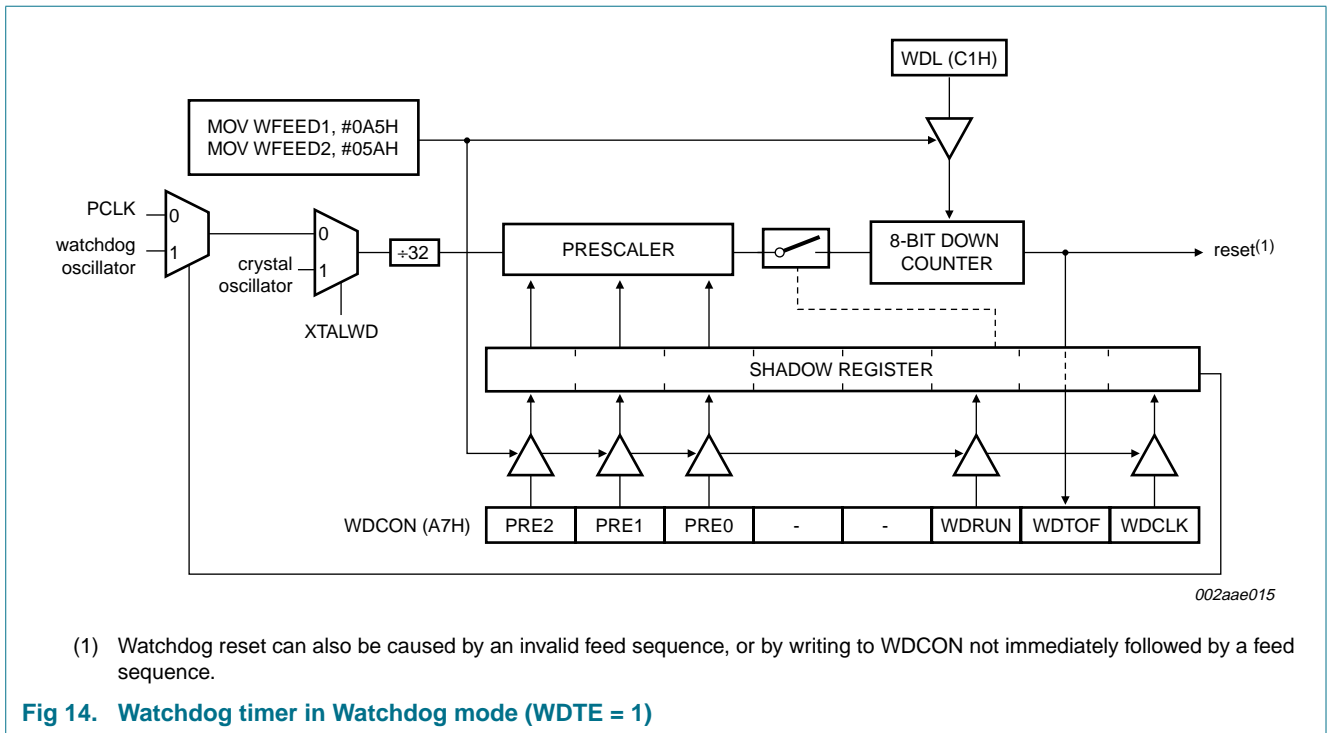 WDL (C1H)
MOV WFEED1, #0A5H
MOV WFEED2, #05AH
PCLK
0
watchdog
oscillator
1
0
crystal
oscillator
1
XTALWD
÷32
PRESCALER
8-BIT DOWN
COUNTER
reset(1)
SHADOW REGISTER
WDCON (A7H) PRE2 PRE1 PRE0 - - WDRUN WDTOF WDCLK
002aae015
(1) Watchdog reset can also be caused by an invalid feed sequence, or by writing to WDCON not immediately followed by a feed
sequence.
Fig 14. Watchdog timer in Watchdog mode (WDTE = 1)